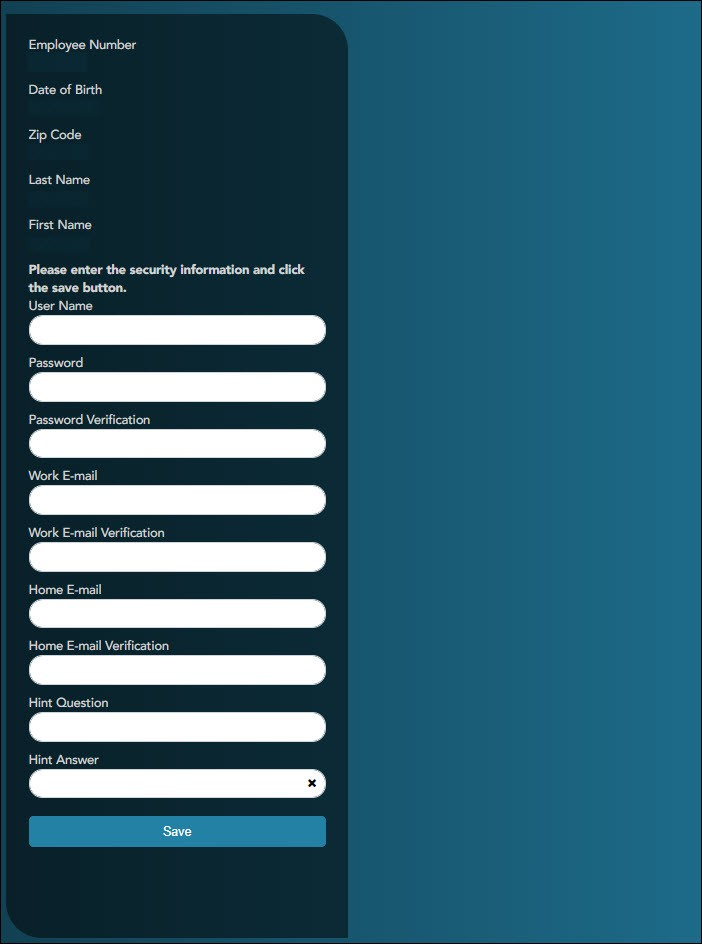 Employee Number
Date of Birth
Zip Code
Last Name
First Name
Please enter the security information and click
the save button.
User Name
Password
Password Verification
Work E-mail
Work E-mail Verification
Home E-mail
Home E-mail Verification
Hint Question
Hint Answer
Save